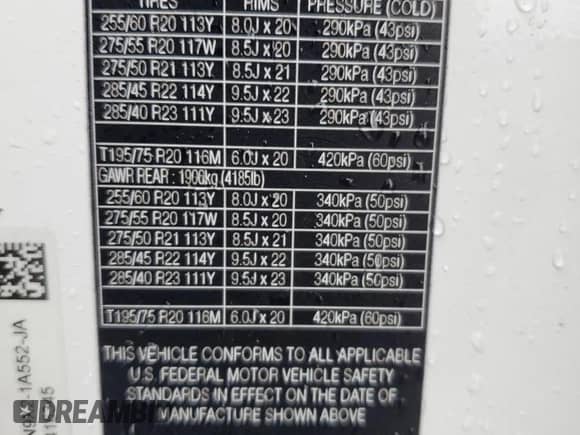 TIRES RIMS PRESSURE (COLD)
255/60 R20 113Y 8.0J x 20 290kPa (43psi)
275/55 R20 117W 8.5J x 20 290kPa (43psi)
275/50 R21 113Y 8.5J x 21 290kPa (43psi)
285/45 R22 114Y 9.5J x 22 290kPa (43psi)
285/40 R23 111Y 9.5J x 23 290kPa (43psi)
T195/75 R20 116M 6.0J x 20 420kPa (60psi)
GAWR REAR : 1906kg (4185lb)
255/60 R20 113Y 8.0J x 20 340kPa (50psi)
275/55 R20 117W 8.5J x 20 340kPa (50psi)
275/50 R21 113Y 8.5J x 21 340kPa (50psi)
285/45 R22 114Y 9.5J x 22 340kPa (50psi)
285/40 R23 111Y 9.5J x 23 340kPa (50psi)
T195/75 R20 116M 6.0J x 20 420kPa (60psi)
THIS VEHICLE CONFORMS TO ALL APPLICABLE
U.S. FEDERAL MOTOR VEHICLE SAFETY
STANDARDS IN EFFECT ON THE DATE OF
MANUFACTURE SHOWN ABOVE
1A552-JA